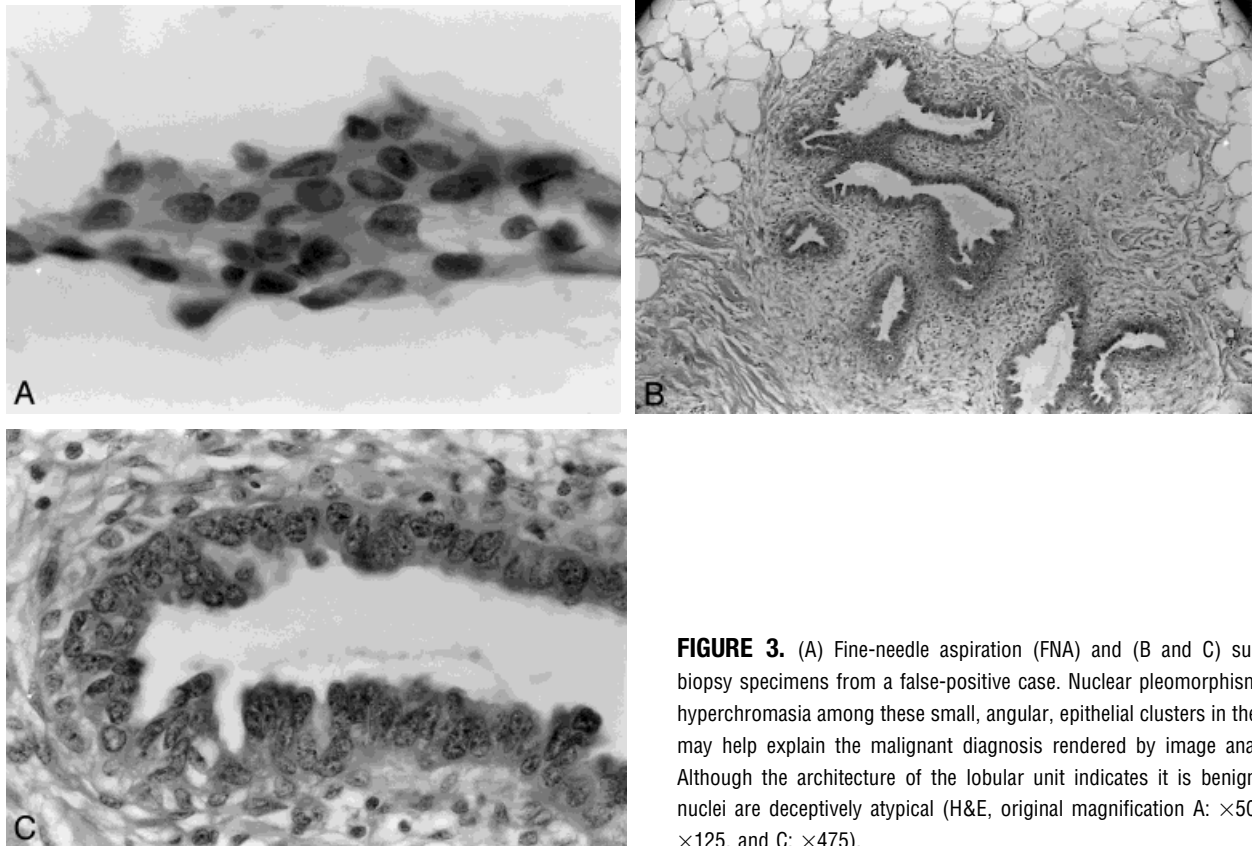 A
B
C
FIGURE 3. (A) Fine-needle aspiration (FNA) and (B and C) su
biopsy specimens from a false-positive case. Nuclear pleomorphisn
hyperchromasia among these small, angular, epithelial clusters in the
may help explain the malignant diagnosis rendered by image ana
Although the architecture of the lobular unit indicates it is benign
nuclei are deceptively atypical (H&E, original magnification A: ×50
×125, and C: ×475).